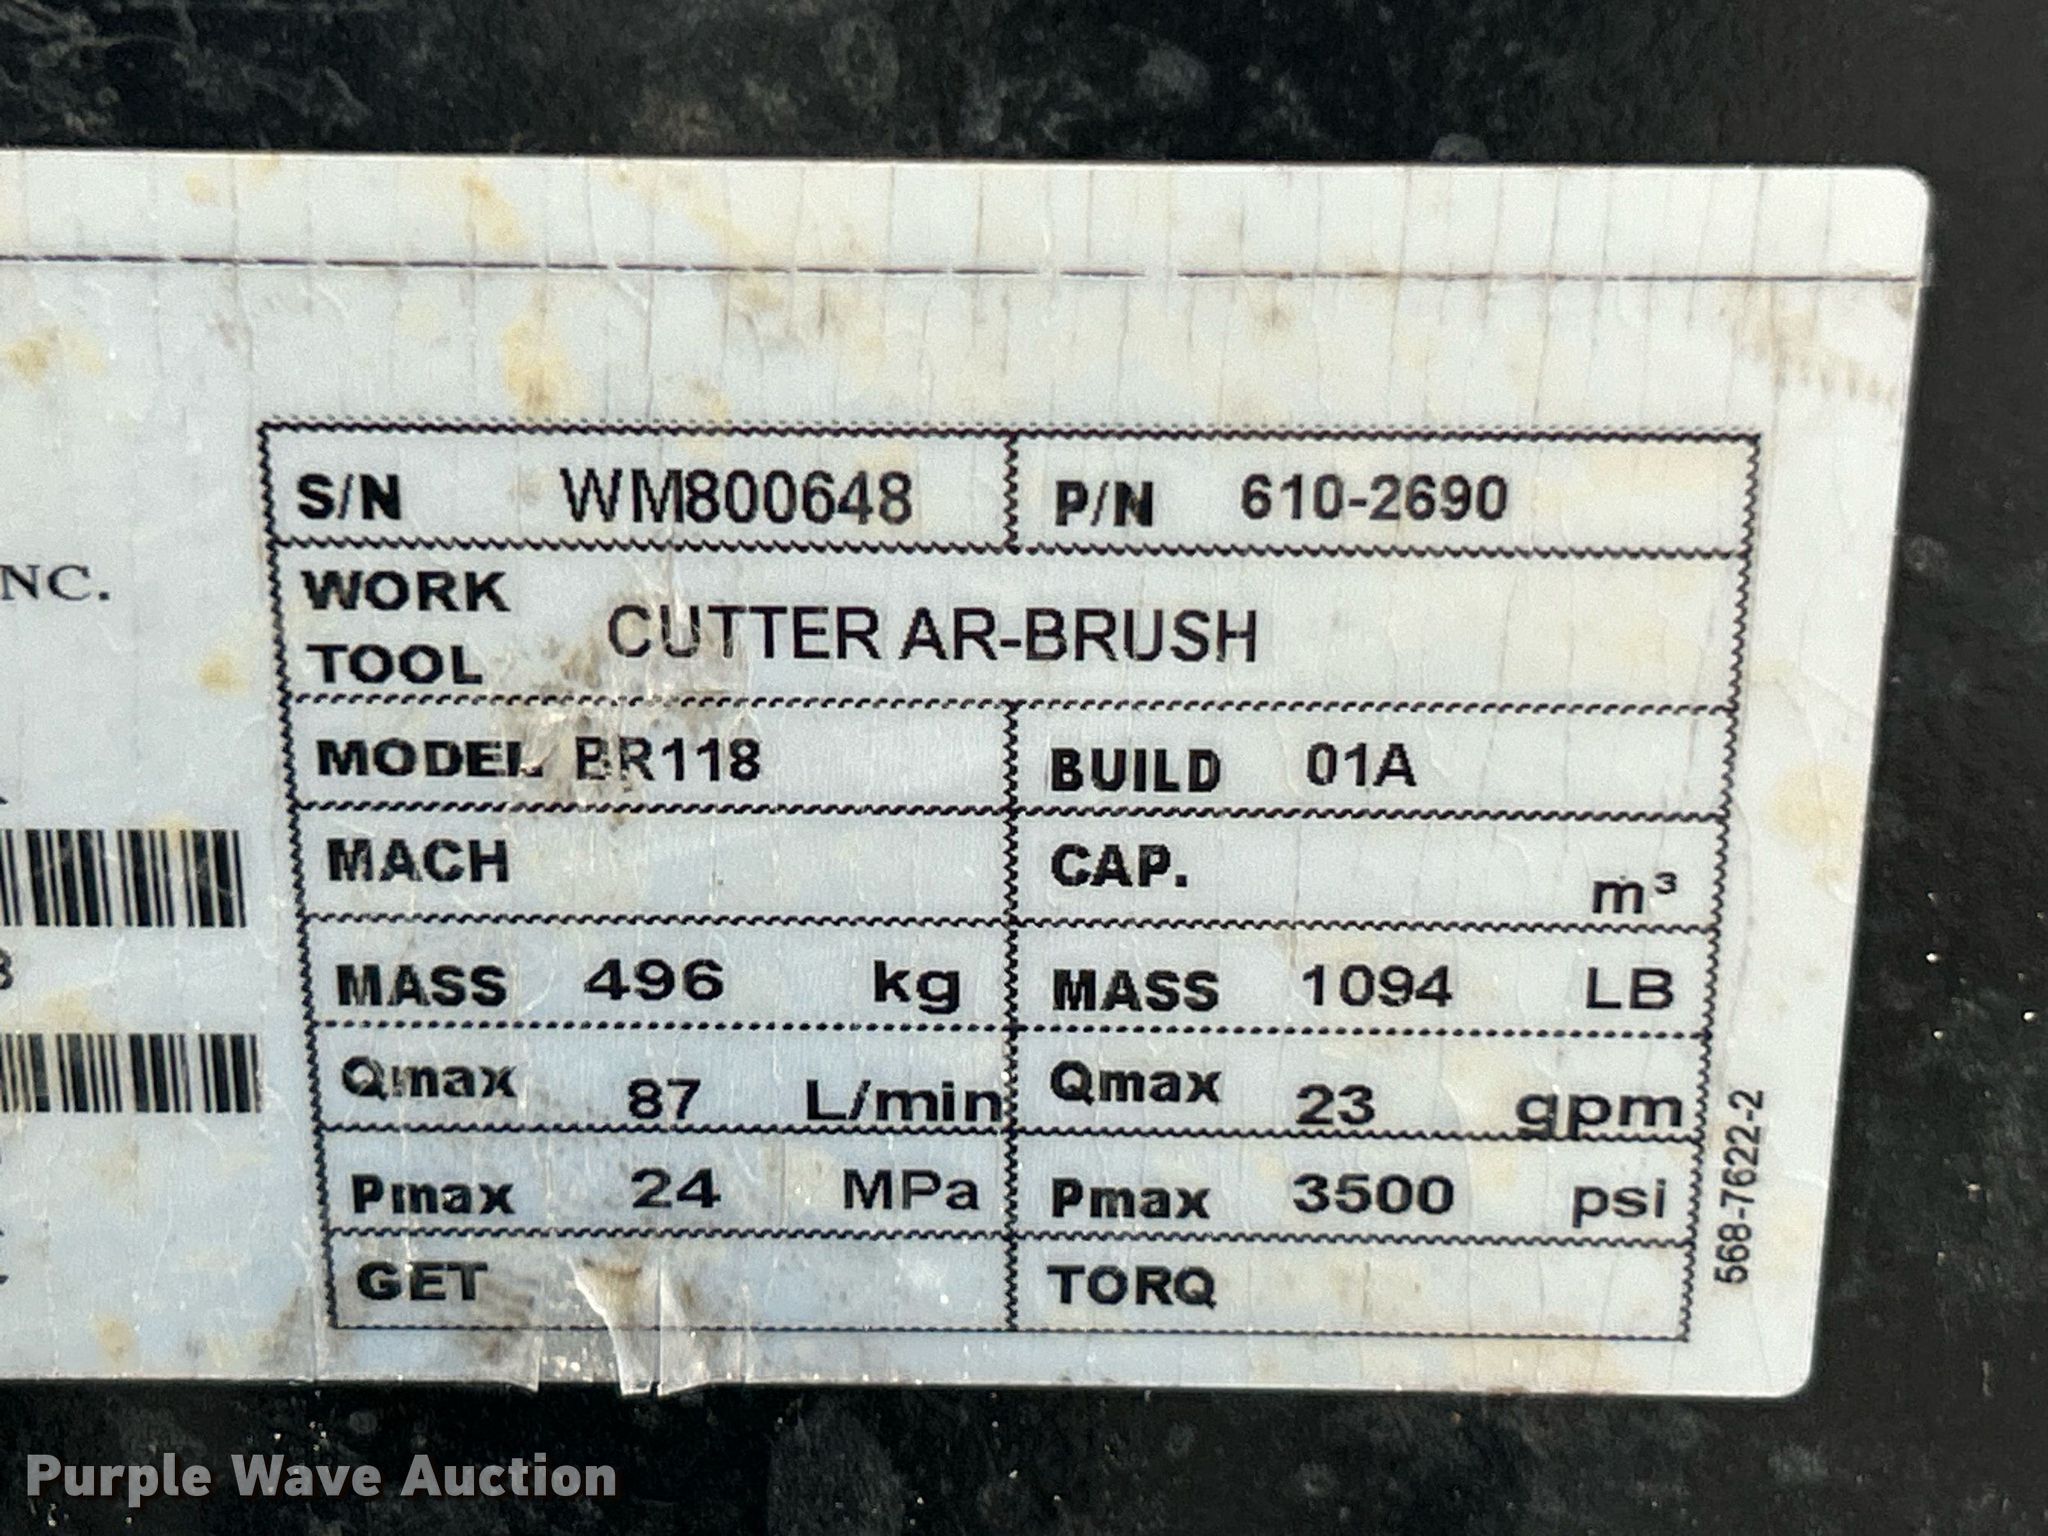 S/N WM800648 P/N 610-2690
NC.
WORK TOOL CUTTER AR-BRUSH
MODEL BR118 BUILD 01A
MACH CAP. m³
MASS 496 kg MASS 1094 LB
Qmax 87 L/min Qmax 23 gpm
Pmax 24 MPa Pmax 3500 psi
GET TORQ
568-7622-2
Purple Wave Auction